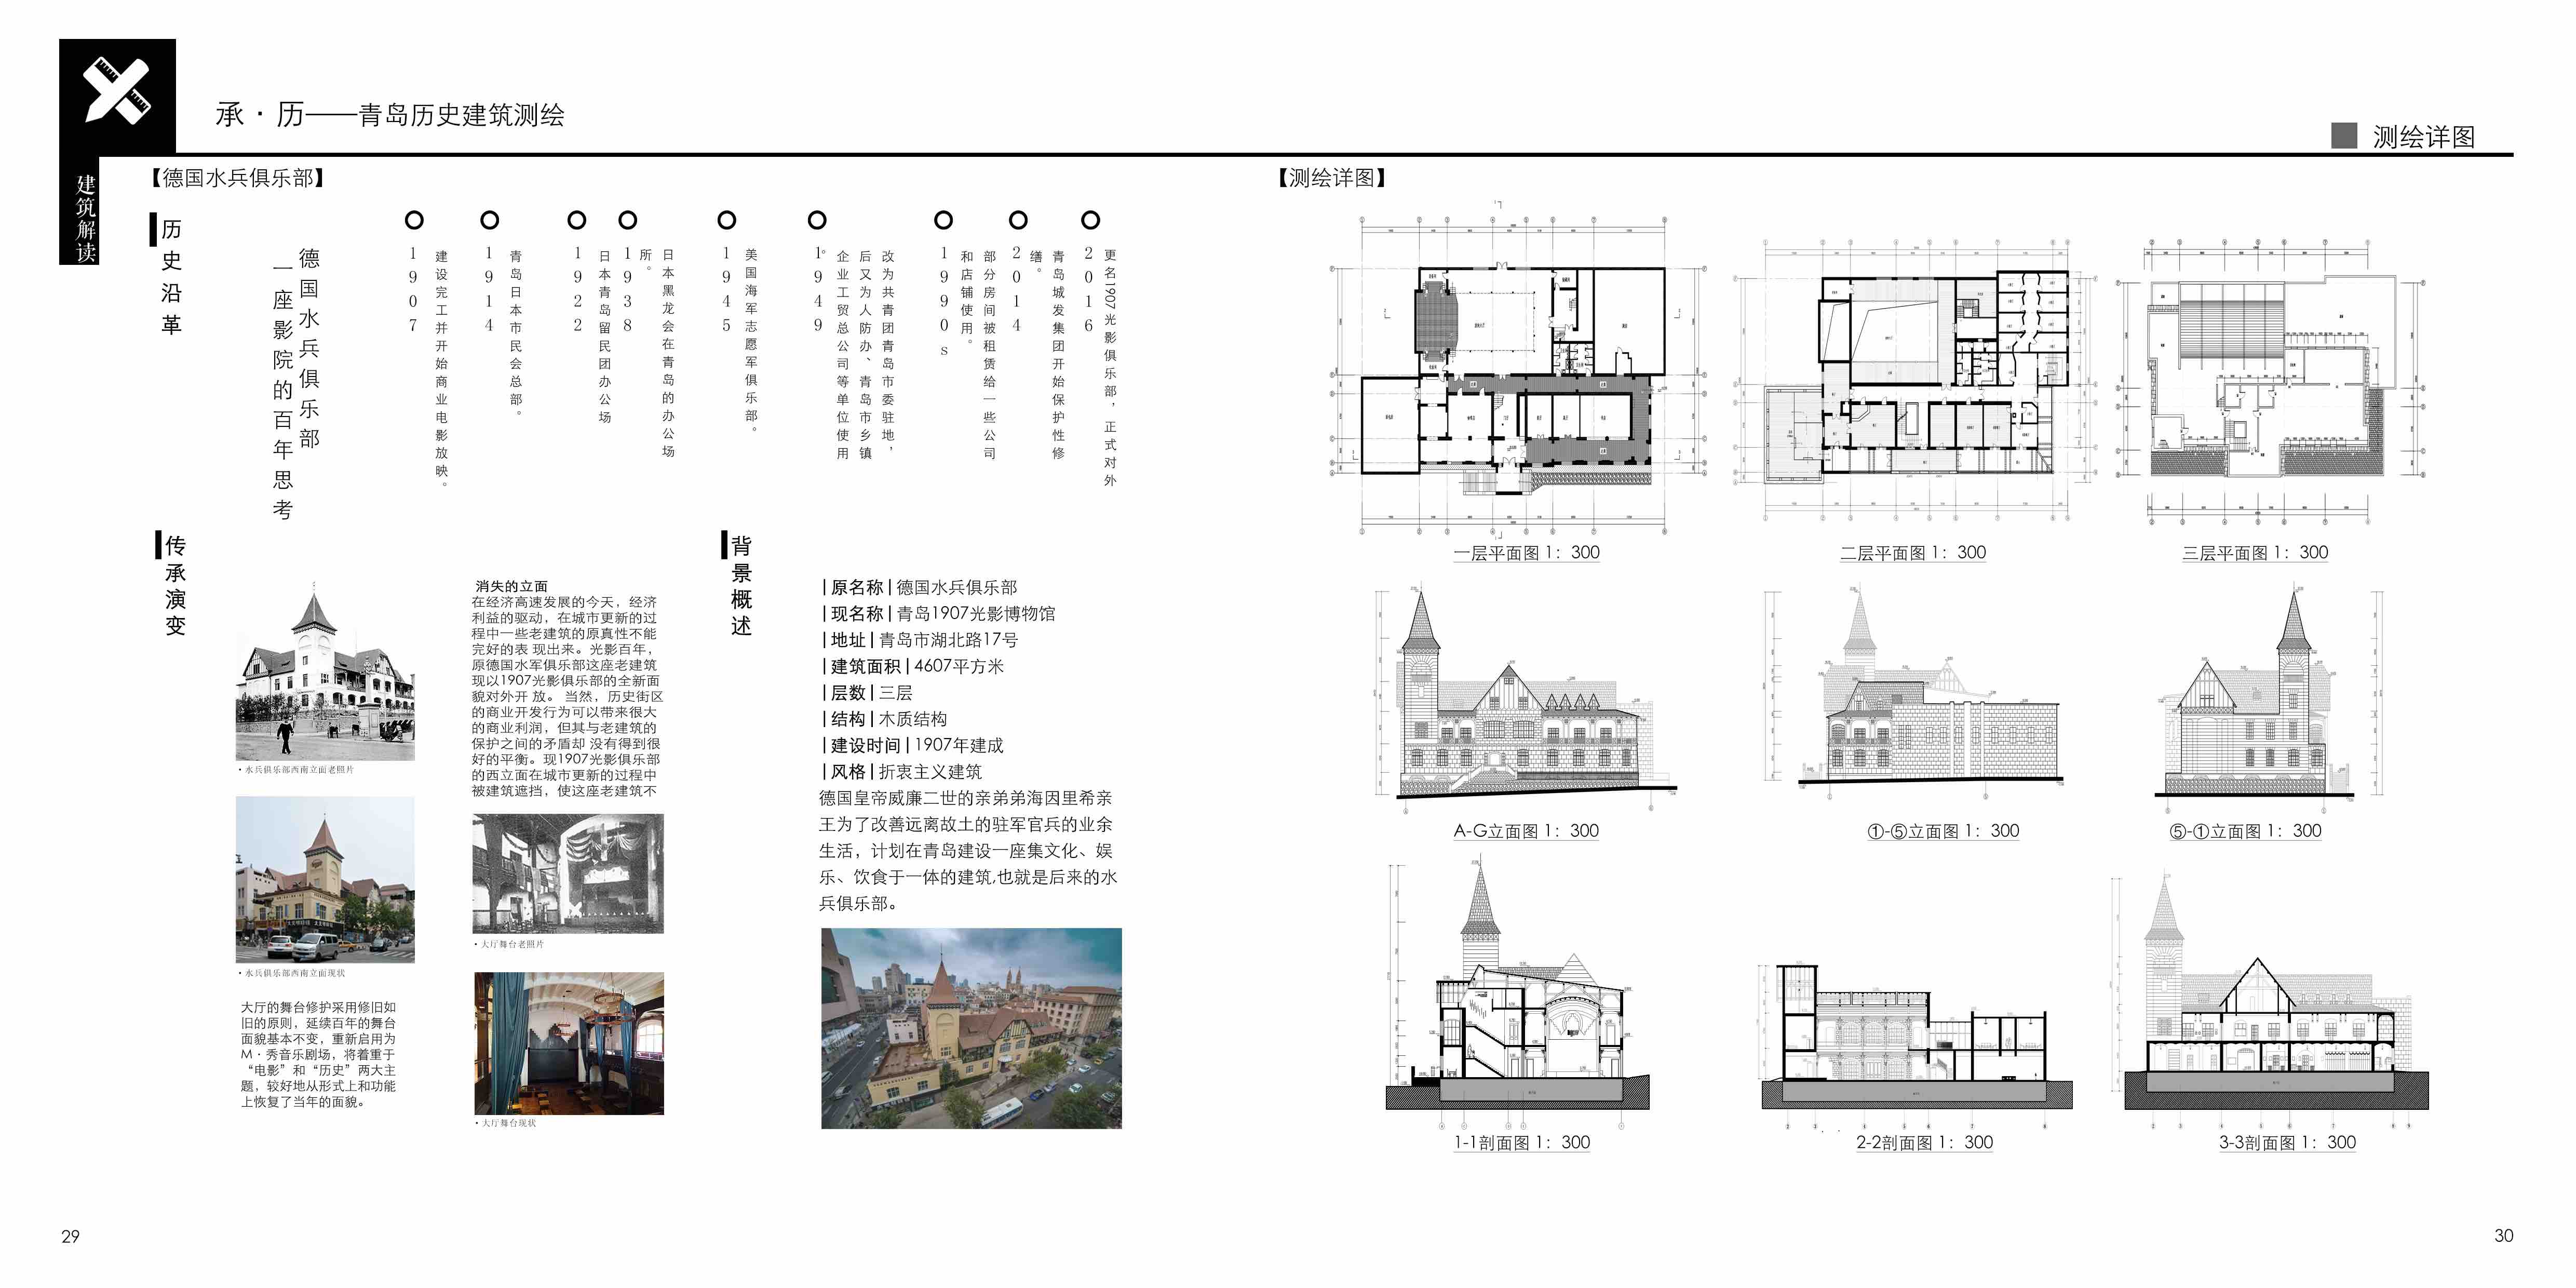 承·历——青岛历史建筑测绘
测绘详图
建筑解读
【德国水兵俱乐部】
历史沿革
德国水兵俱乐部
一座影院的百年思考
1907
建设完工并开始商业电影放映。
1914
青岛日本市民会总部。
1922
日本青岛留民团办公场
1938
日本黑龙会在青岛的办公场
所。
1945
美国海军志愿军俱乐部。
1949
改为共青团青岛市委驻地，
后又为人防办、青岛市乡镇
企业工贸总公司等单位使用
。
1990s
部分房间被租赁给一些公司
和店铺使用。
2014
青岛城发集团开始保护性修
缮。
2016
更名1907光影俱乐部，正式对外
传承演变
·水兵俱乐部西南立面老照片
·水兵俱乐部西南立面现状
大厅的舞台修护采用修旧如
旧的原则，延续百年的舞台
面貌基本不变，重新启用为
M·秀音乐剧场，将着重于
“电影”和“历史”两大主
题，较好地从形式上和功能
上恢复了当年的面貌。
消失的立面
在经济高速发展的今天，经济
利益的驱动，在城市更新的过
程中一些老建筑的原真性不能
完好的表 现出来。光影百年，
原德国水军俱乐部这座老建筑
现以1907光影俱乐部的全新面
貌对外开 放。 当然，历史街区
的商业开发行为可以带来很大
的商业利润，但其与老建筑的
保护之间的矛盾却 没有得到很
好的平衡。现1907光影俱乐部
的西立面在城市更新的过程中
被建筑遮挡，使这座老建筑不
·大厅舞台老照片
·大厅舞台现状
背景概述
|原名称|德国水兵俱乐部
|现名称|青岛1907光影博物馆
|地址|青岛市湖北路17号
|建筑面积|4607平方米
|层数|三层
|结构|木质结构
|建设时间|1907年建成
|风格|折衷主义建筑
德国皇帝威廉二世的亲弟弟海因里希亲
王为了改善远离故土的驻军官兵的业余
生活，计划在青岛建设一座集文化、娱
乐、饮食于一体的建筑,也就是后来的水
兵俱乐部。
29
【测绘详图】
一层平面图 1：300
二层平面图 1：300
三层平面图 1：300
A-G立面图 1：300
①-⑤立面图 1：300
⑤-①立面图 1：300
1-1剖面图 1：300
2-2剖面图 1：300
3-3剖面图 1：300
30